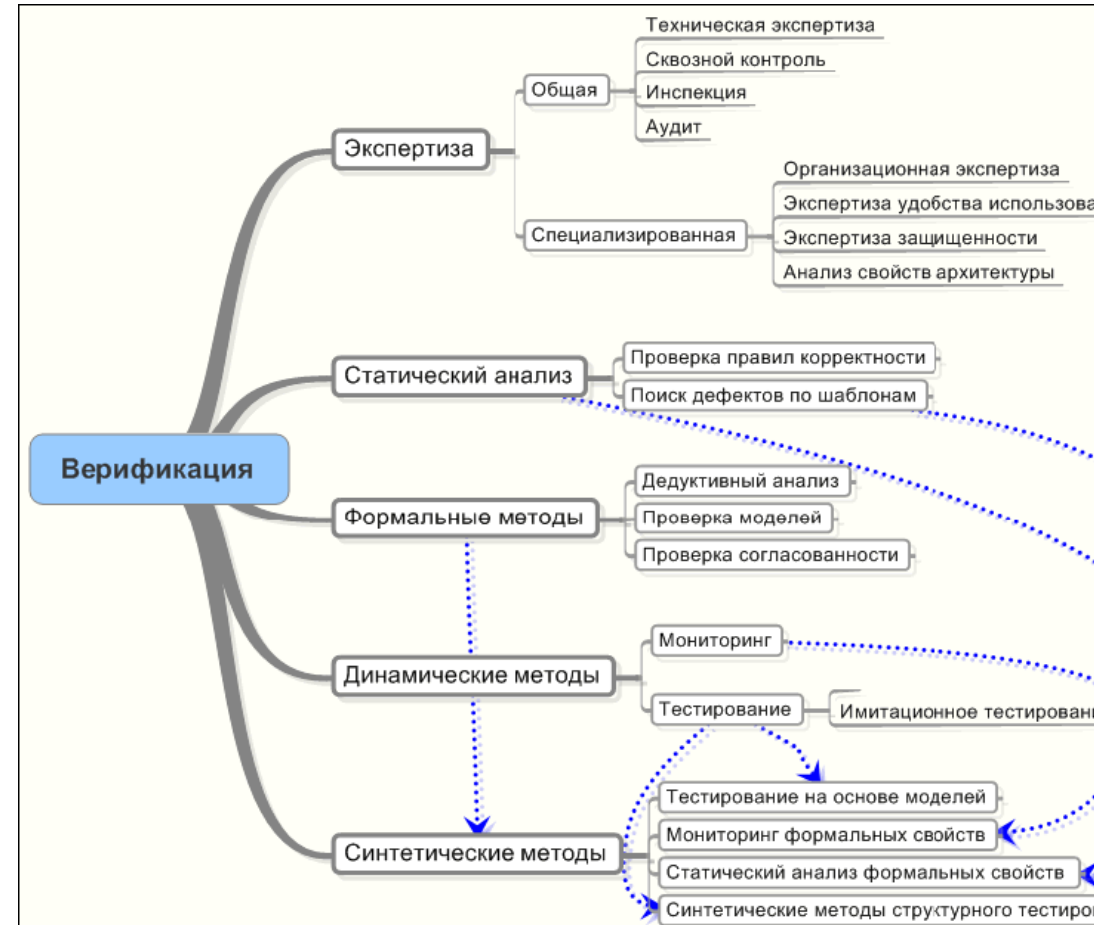 Верификация
Экспертиза
Общая
Техническая экспертиза
Сквозной контроль
Инспекция
Аудит
Специализированная
Организационная экспертиза
Экспертиза удобства использова
Экспертиза защищенности
Анализ свойств архитектуры
Статический анализ
Проверка правил корректности
Поиск дефектов по шаблонам
Формальные методы
Дедуктивный анализ
Проверка моделей
Проверка согласованности
Динамические методы
Мониторинг
Тестирование
Имитационное тестировани
Синтетические методы
Тестирование на основе моделей
Мониторинг формальных свойств
Статический анализ формальных свойств
Синтетические методы структурного тестиро